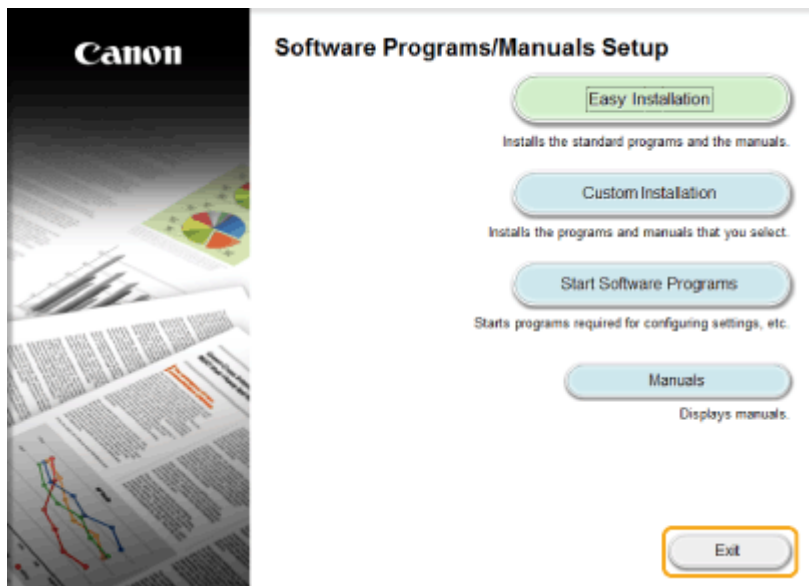 Canon
Software Programs/Manuals Setup
Easy Installation
Installs the standard programs and the manuals.
Custom Installation
Installs the programs and manuals that you select.
Start Software Programs
Starts programs required for configuring settings, etc.
Manuals
Displays manuals.
Exit